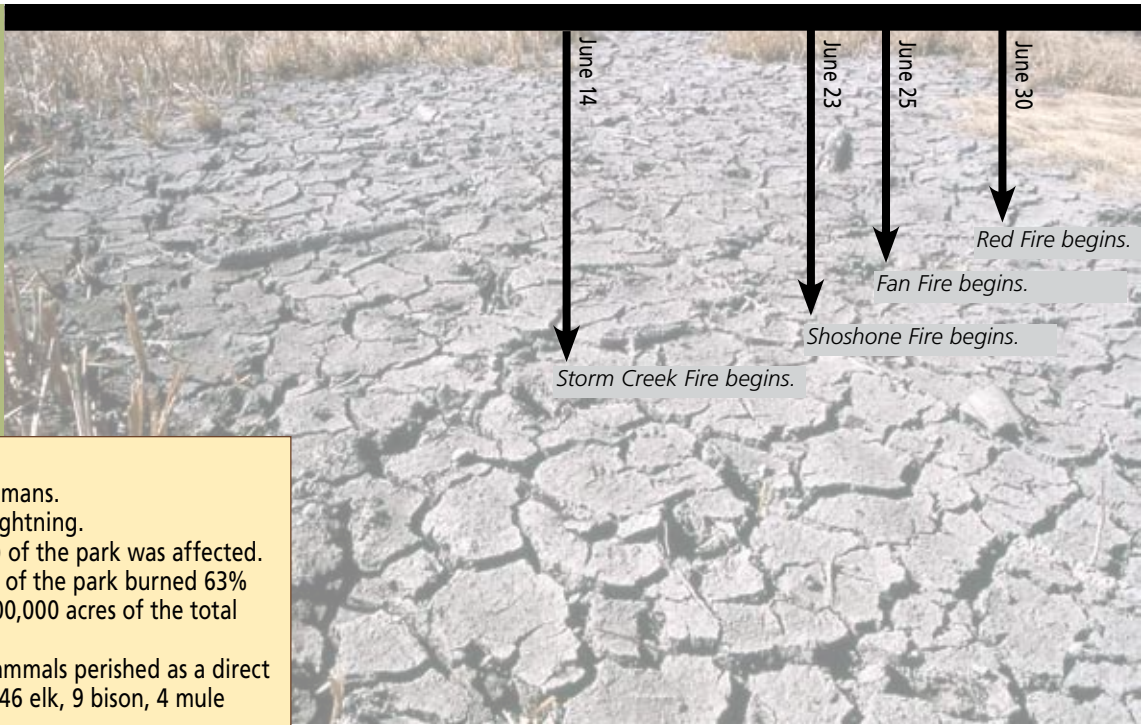 June 14
June 23
June 25
June 30
Red Fire begins.
Fan Fire begins.
Shoshone Fire begins.
Storm Creek Fire begins.
mans.
ghtning.
of the park was affected.
of the park burned 63%
00,000 acres of the total
ammals perished as a direct
46 elk, 9 bison, 4 mule